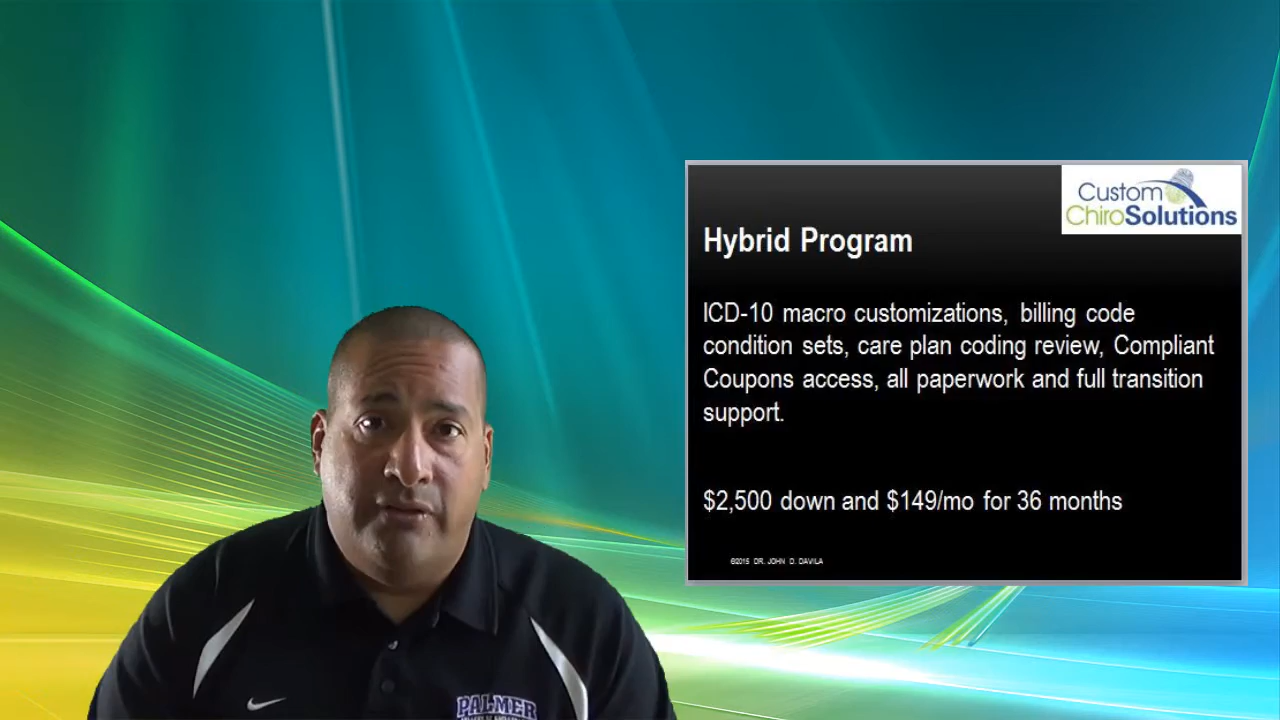 Custom
ChiroSolutions
Hybrid Program
ICD-10 macro customizations, billing code
condition sets, care plan coding review, Compliant
Coupons access, all paperwork and full transition
support.
$2,500 down and $149/mo for 36 months
©2015 DR. JOHN D. DAVILA
PALMER